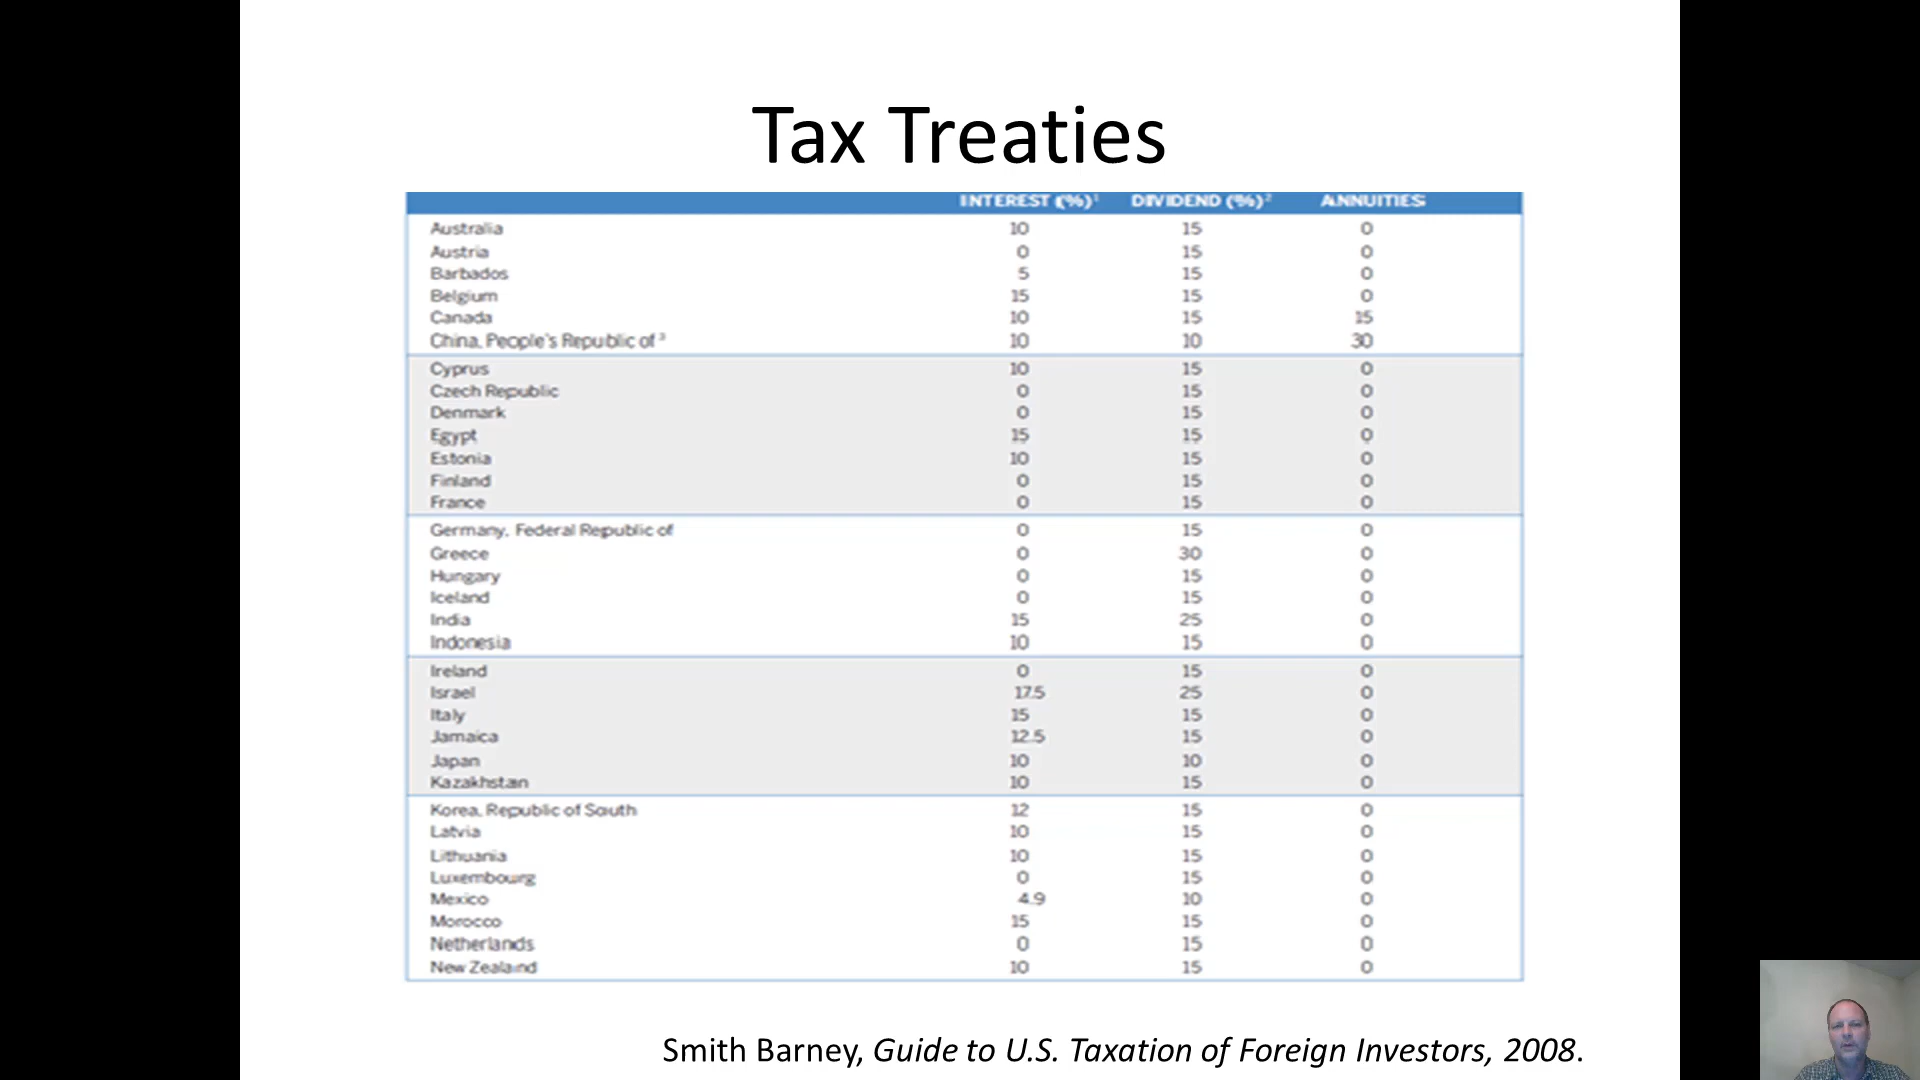 Tax Treaties
INTEREST (%)¹ DIVIDEND (%)² ANNUITIES
Australia 10 15 0
Austria 0 15 0
Barbados 5 15 0
Belgium 15 15 0
Canada 10 15 15
China, People's Republic of ³ 10 10 30
Cyprus 10 15 0
Czech Republic 0 15 0
Denmark 0 15 0
Egypt 15 15 0
Estonia 10 15 0
Finland 0 15 0
France 0 15 0
Germany, Federal Republic of 0 15 0
Greece 0 30 0
Hungary 0 15 0
Iceland 0 15 0
India 15 25 0
Indonesia 10 15 0
Ireland 0 15 0
Israel 17.5 25 0
Italy 15 15 0
Jamaica 12.5 15 0
Japan 10 10 0
Kazakhstan 10 15 0
Korea, Republic of South 12 15 0
Latvia 10 15 0
Lithuania 10 15 0
Luxembourg 0 15 0
Mexico 4.9 10 0
Morocco 15 15 0
Netherlands 0 15 0
New Zealand 10 15 0
Smith Barney, Guide to U.S. Taxation of Foreign Investors, 2008.